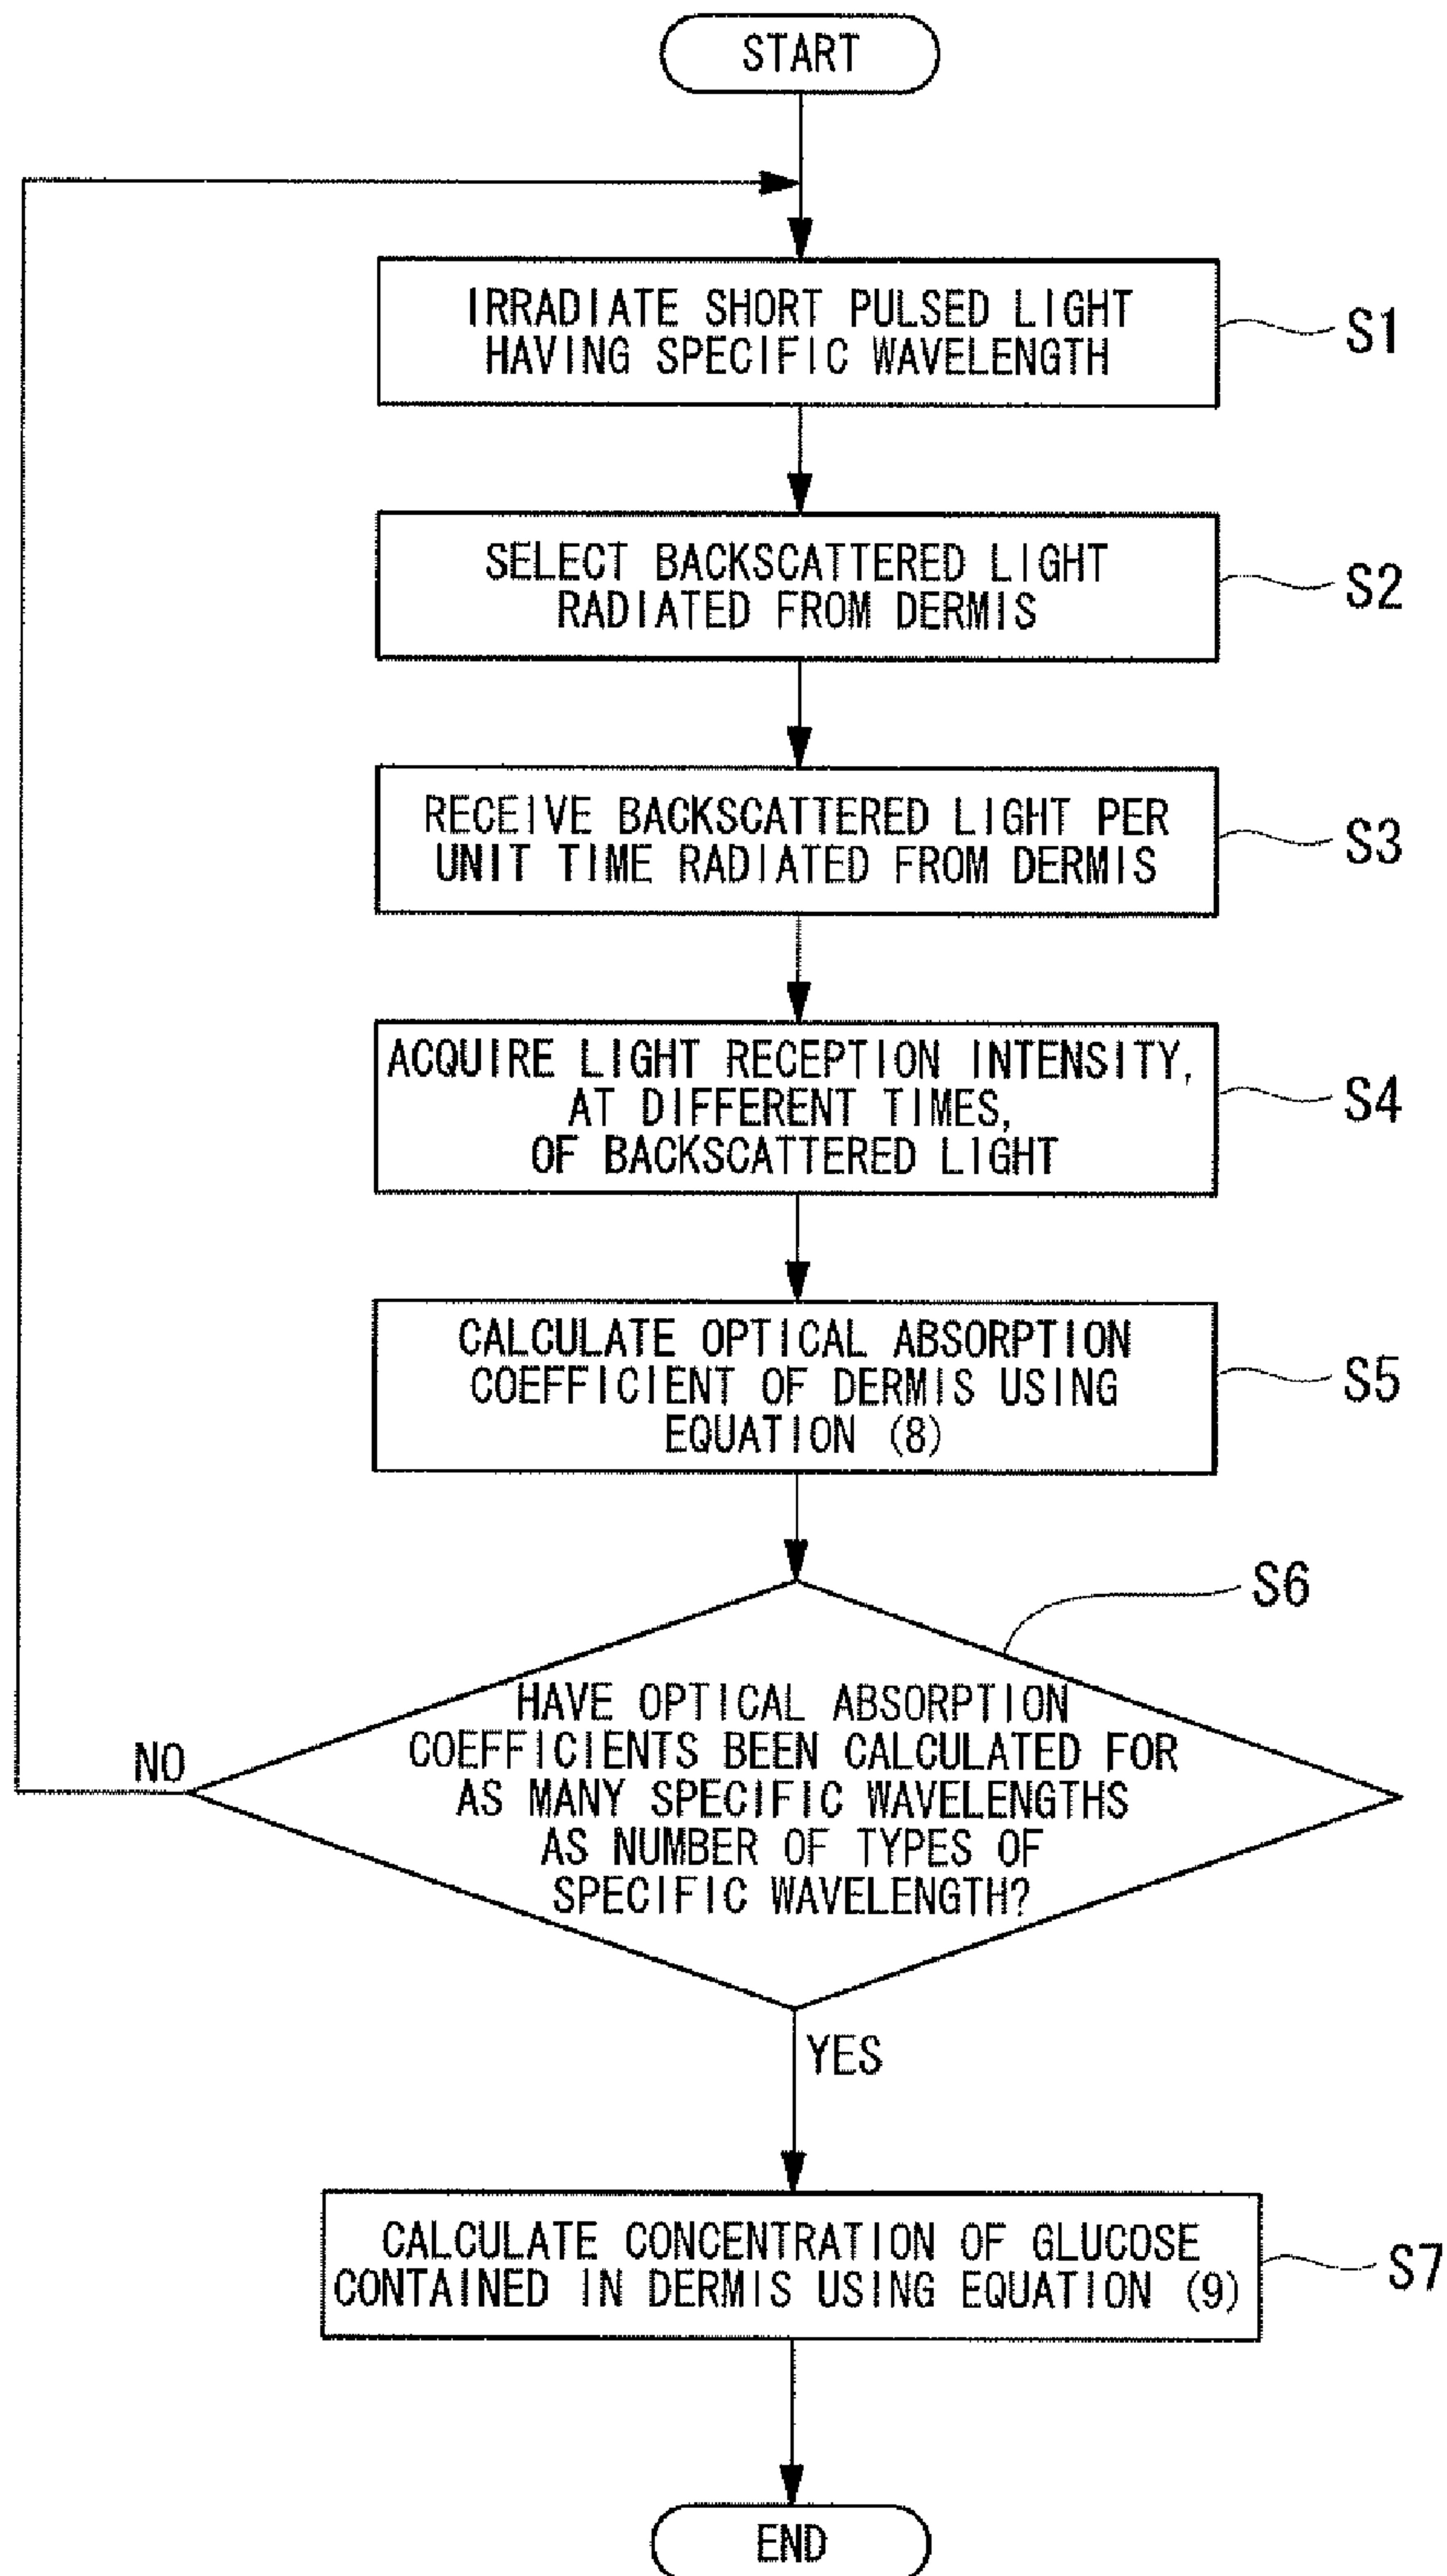 START
IRRADIATE SHORT PULSED LIGHT
HAVING SPECIFIC WAVELENGTH
S1
SELECT BACKSCATTERED LIGHT
RADIATED FROM DERMIS
S2
RECEIVE BACKSCATTERED LIGHT PER
UNIT TIME RADIATED FROM DERMIS
S3
ACQUIRE LIGHT RECEPTION INTENSITY,
AT DIFFERENT TIMES,
OF BACKSCATTERED LIGHT
S4
CALCULATE OPTICAL ABSORPTION
COEFFICIENT OF DERMIS USING
EQUATION (8)
S5
S6
HAVE OPTICAL ABSORPTION
COEFFICIENTS BEEN CALCULATED FOR
AS MANY SPECIFIC WAVELENGTHS
AS NUMBER OF TYPES OF
SPECIFIC WAVELENGTH?
NO
YES
CALCULATE CONCENTRATION OF GLUCOSE
CONTAINED IN DERMIS USING EQUATION (9)
S7
END